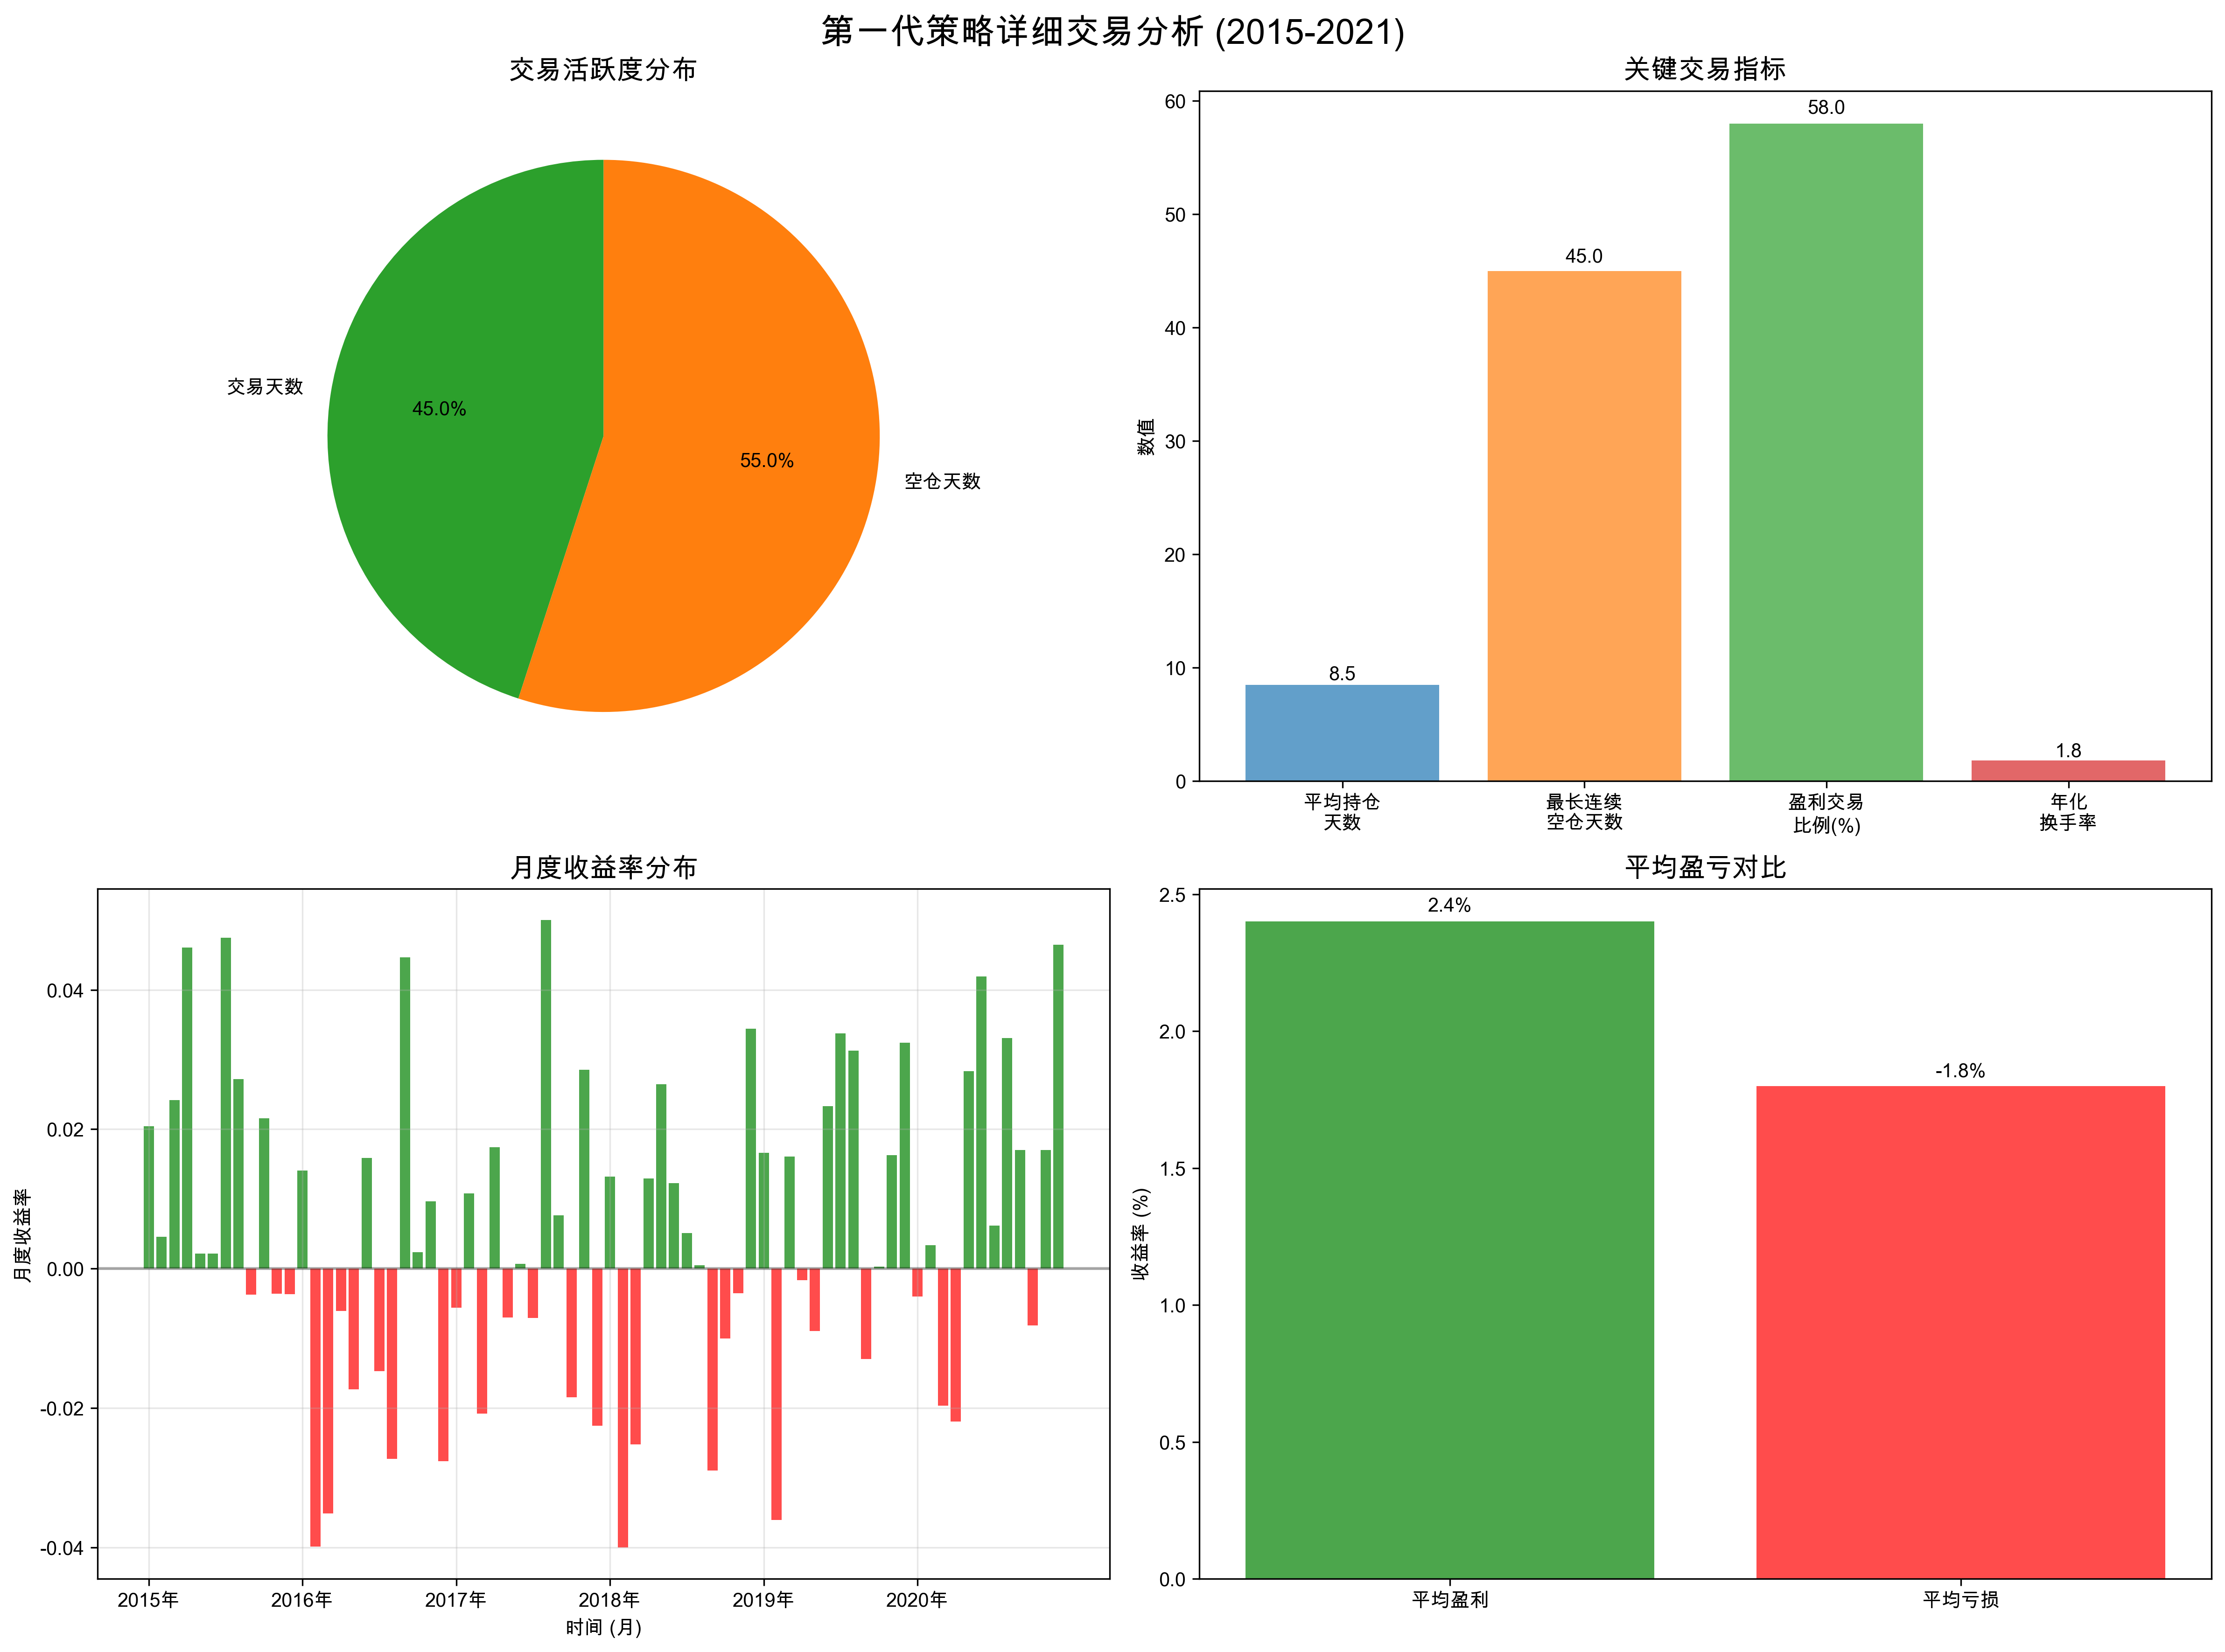 第一代策略详细交易分析 (2015-2021)
交易活跃度分布
交易天数
45.0%
55.0%
空仓天数
关键交易指标
数值
60
50
40
30
20
10
0
8.5
45.0
58.0
1.8
平均持仓
天数
最长连续
空仓天数
盈利交易
比例(%)
年化
换手率
月度收益率分布
月度收益率
0.04
0.02
0.00
-0.02
-0.04
2015年
2016年
2017年
2018年
2019年
2020年
时间 (月)
平均盈亏对比
收益率 (%)
2.5
2.0
1.5
1.0
0.5
0.0
2.4%
-1.8%
平均盈利
平均亏损